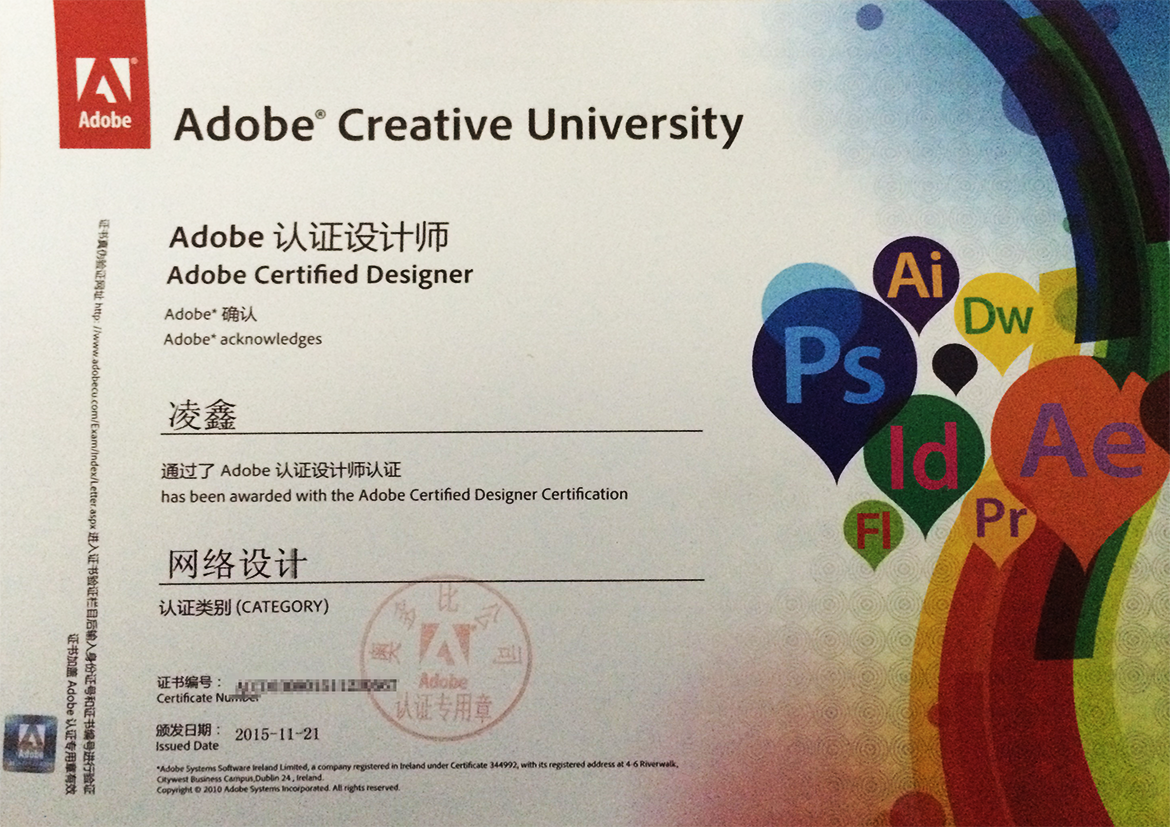 Adobe
Adobe® Creative University
Adobe 认证设计师
Adobe Certified Designer
Adobe* 确认
Adobe* acknowledges
凌鑫
通过了 Adobe 认证设计师认证
has been awarded with the Adobe Certified Designer Certification
网络设计
认证类别 (CATEGORY)
奥多比公司
Adobe
认证专用章
证书编号：
Certificate Number
颁发日期： 2015-11-21
Issued Date
*Adobe Systems Software Ireland Limited, a company registered in Ireland under Certificate 344992, with its registered address at 4-6 Riverwalk,
Citywest Business Campus,Dublin 24 , Ireland.
Copyright © 2010 Adobe Systems Incorporated. All rights reserved.
证书真伪验证网址 http: //www.adobecu.com/Exam/Index/Letter.aspx 进入证书验证栏目后输入身份证号和证书编号进行验证
证书加盖 Adobe 认证专用章有效
Adobe
Ai
Dw
Ps
Id
Ae
Fl
Pr